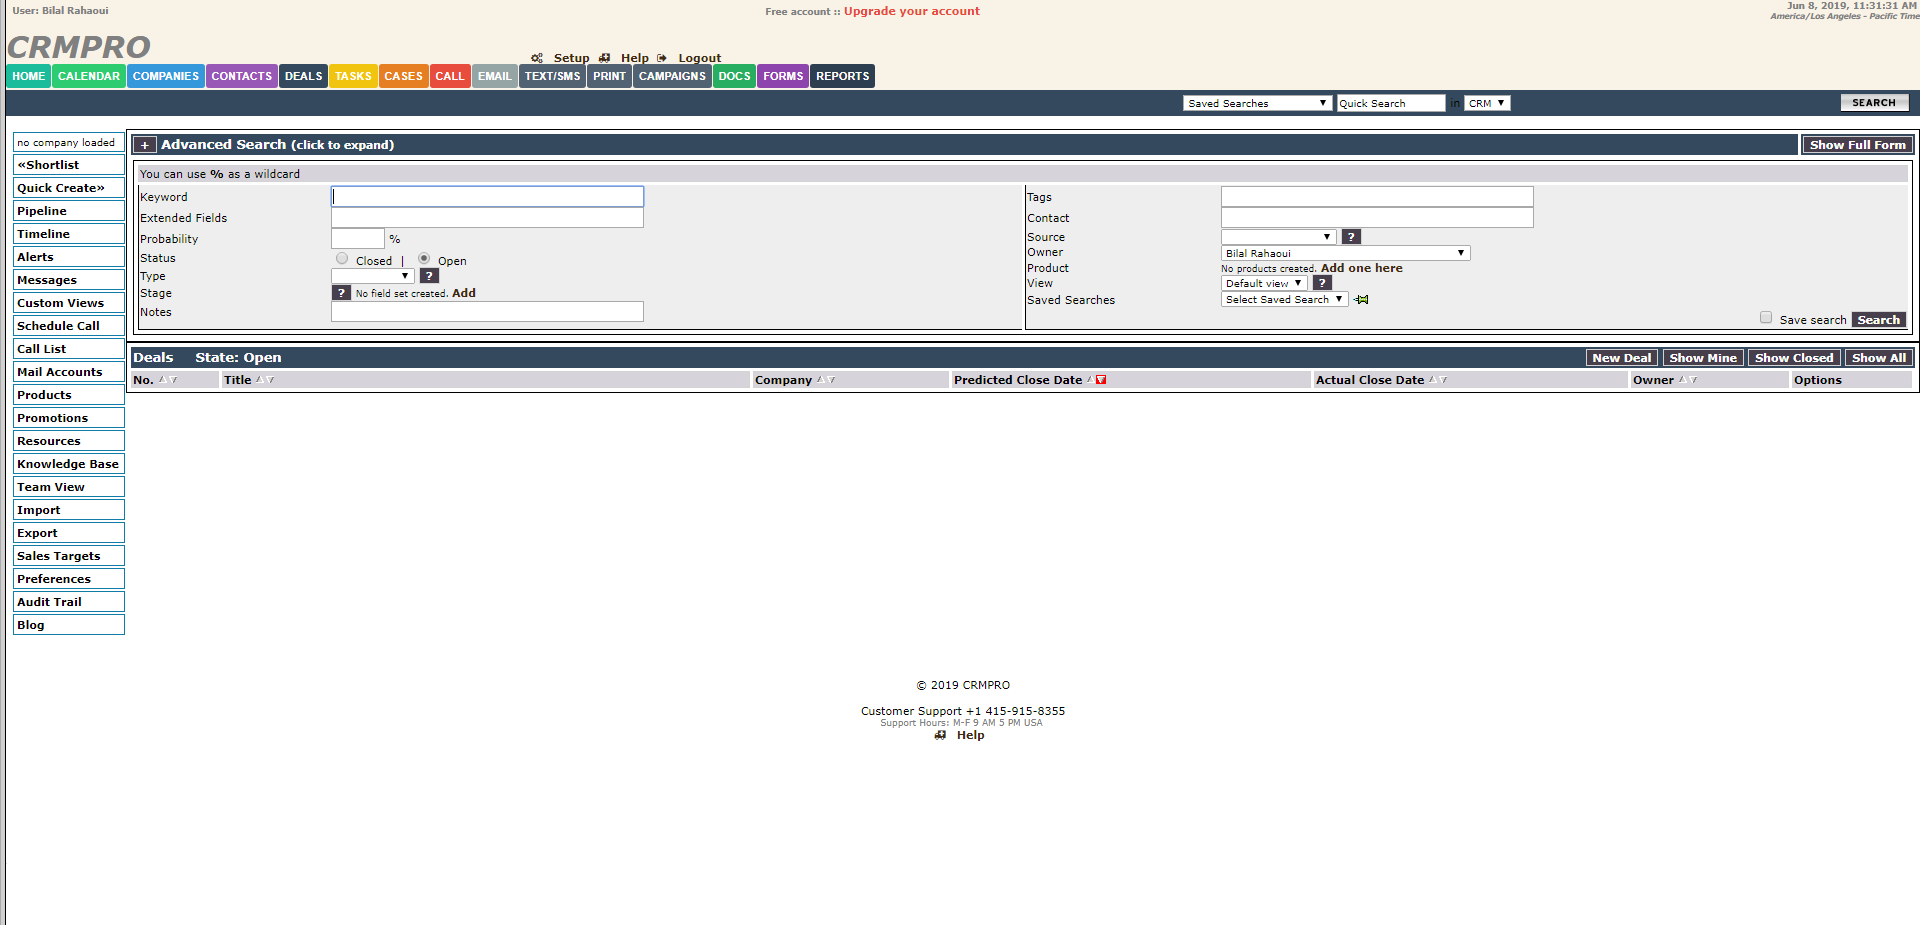 User: Bilal Rahaoui
Free account :: Upgrade your account
Jun 8, 2019, 11:31:31 AM
America/Los Angeles - Pacific Time
CRMPRO
Setup Help Logout
HOME CALENDAR COMPANIES CONTACTS DEALS TASKS CASES CALL EMAIL TEXT/SMS PRINT CAMPAIGNS DOCS FORMS REPORTS
Saved Searches Quick Search in CRM SEARCH
no company loaded
«Shortlist
Quick Create»
Pipeline
Timeline
Alerts
Messages
Custom Views
Schedule Call
Call List
Mail Accounts
Products
Promotions
Resources
Knowledge Base
Team View
Import
Export
Sales Targets
Preferences
Audit Trail
Blog
+ Advanced Search (click to expand) Show Full Form
You can use % as a wildcard
Keyword
Extended Fields
Probability %
Status Closed | Open
Type ?
Stage ? No field set created. Add
Notes
Tags
Contact
Source ?
Owner Bilal Rahaoui
Product No products created. Add one here
View Default view ?
Saved Searches Select Saved Search
Save search Search
Deals State: Open New Deal Show Mine Show Closed Show All
No. Title Company Predicted Close Date Actual Close Date Owner Options
© 2019 CRMPRO
Customer Support +1 415-915-8355
Support Hours: M-F 9 AM 5 PM USA
Help